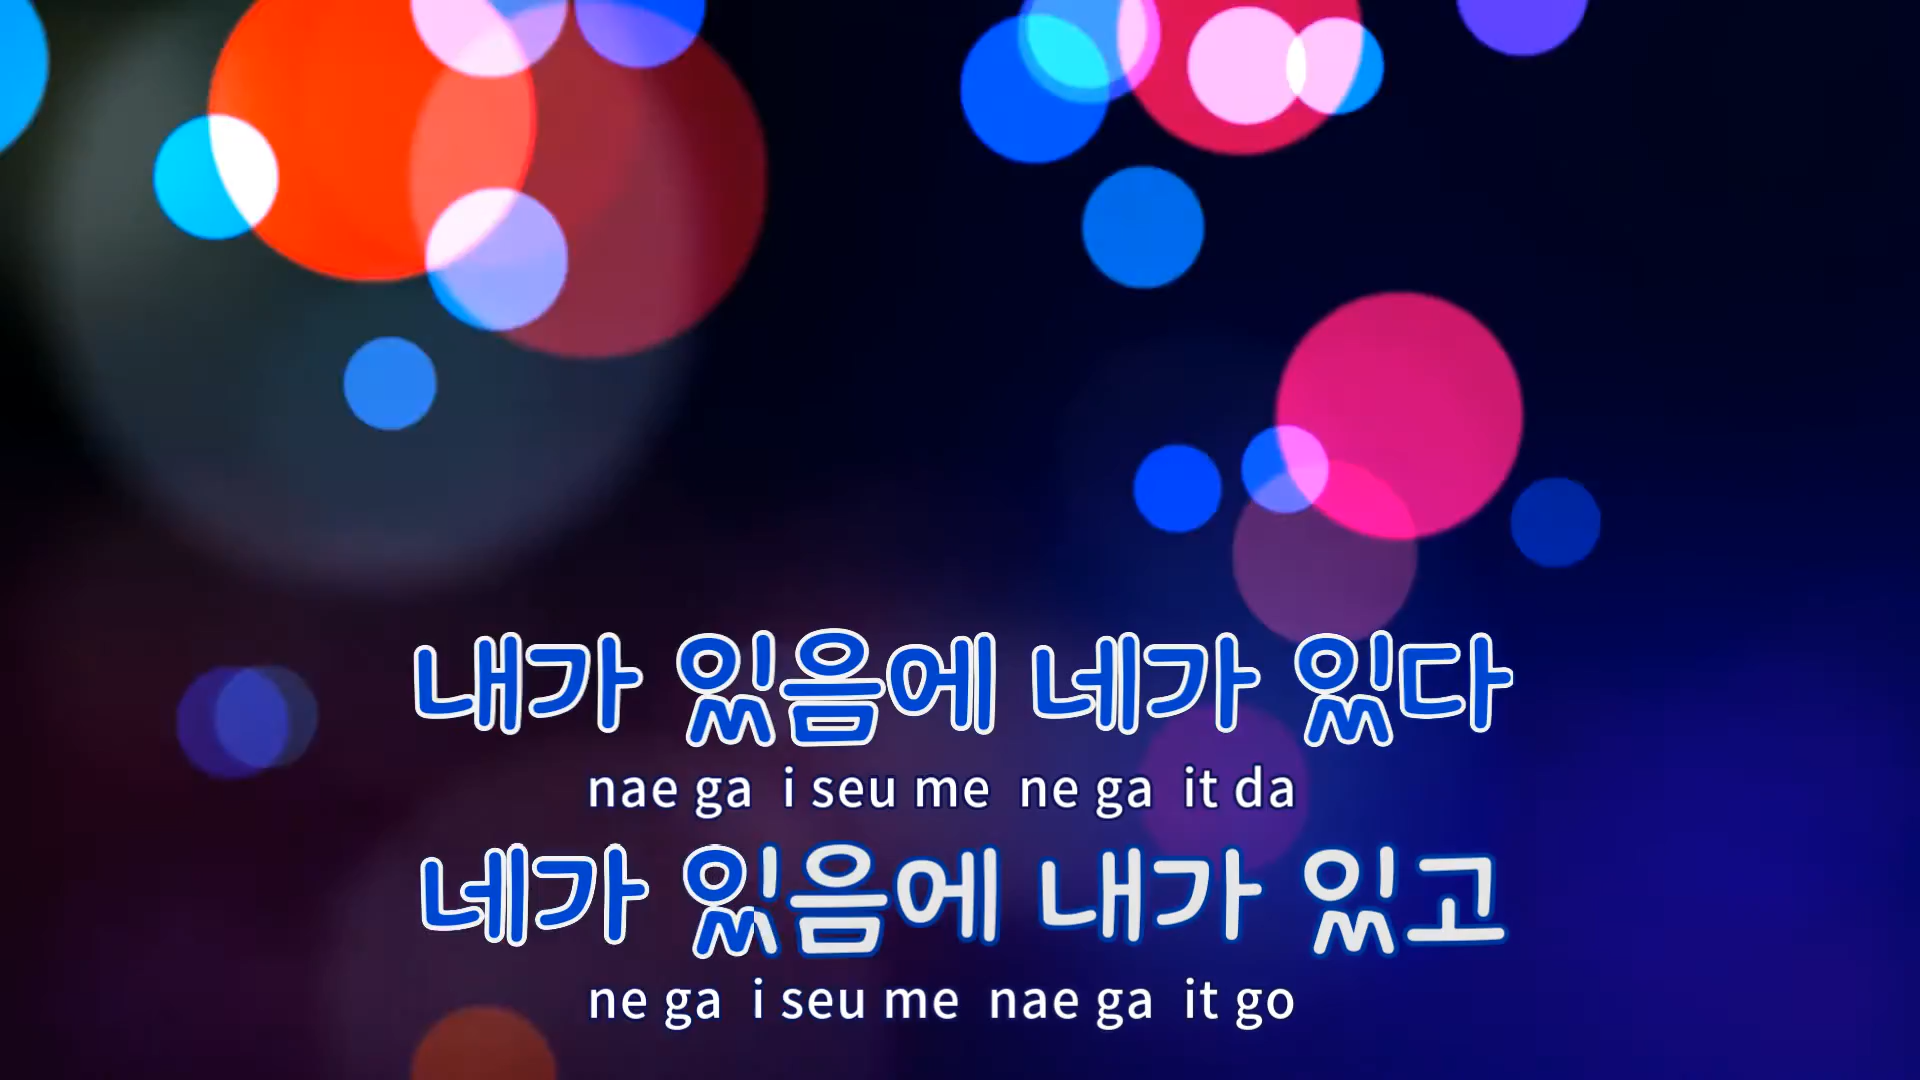 내가 있음에 네가 있다
nae ga i seu me ne ga it da
네가 있음에 내가 있고
ne ga i seu me nae ga it go